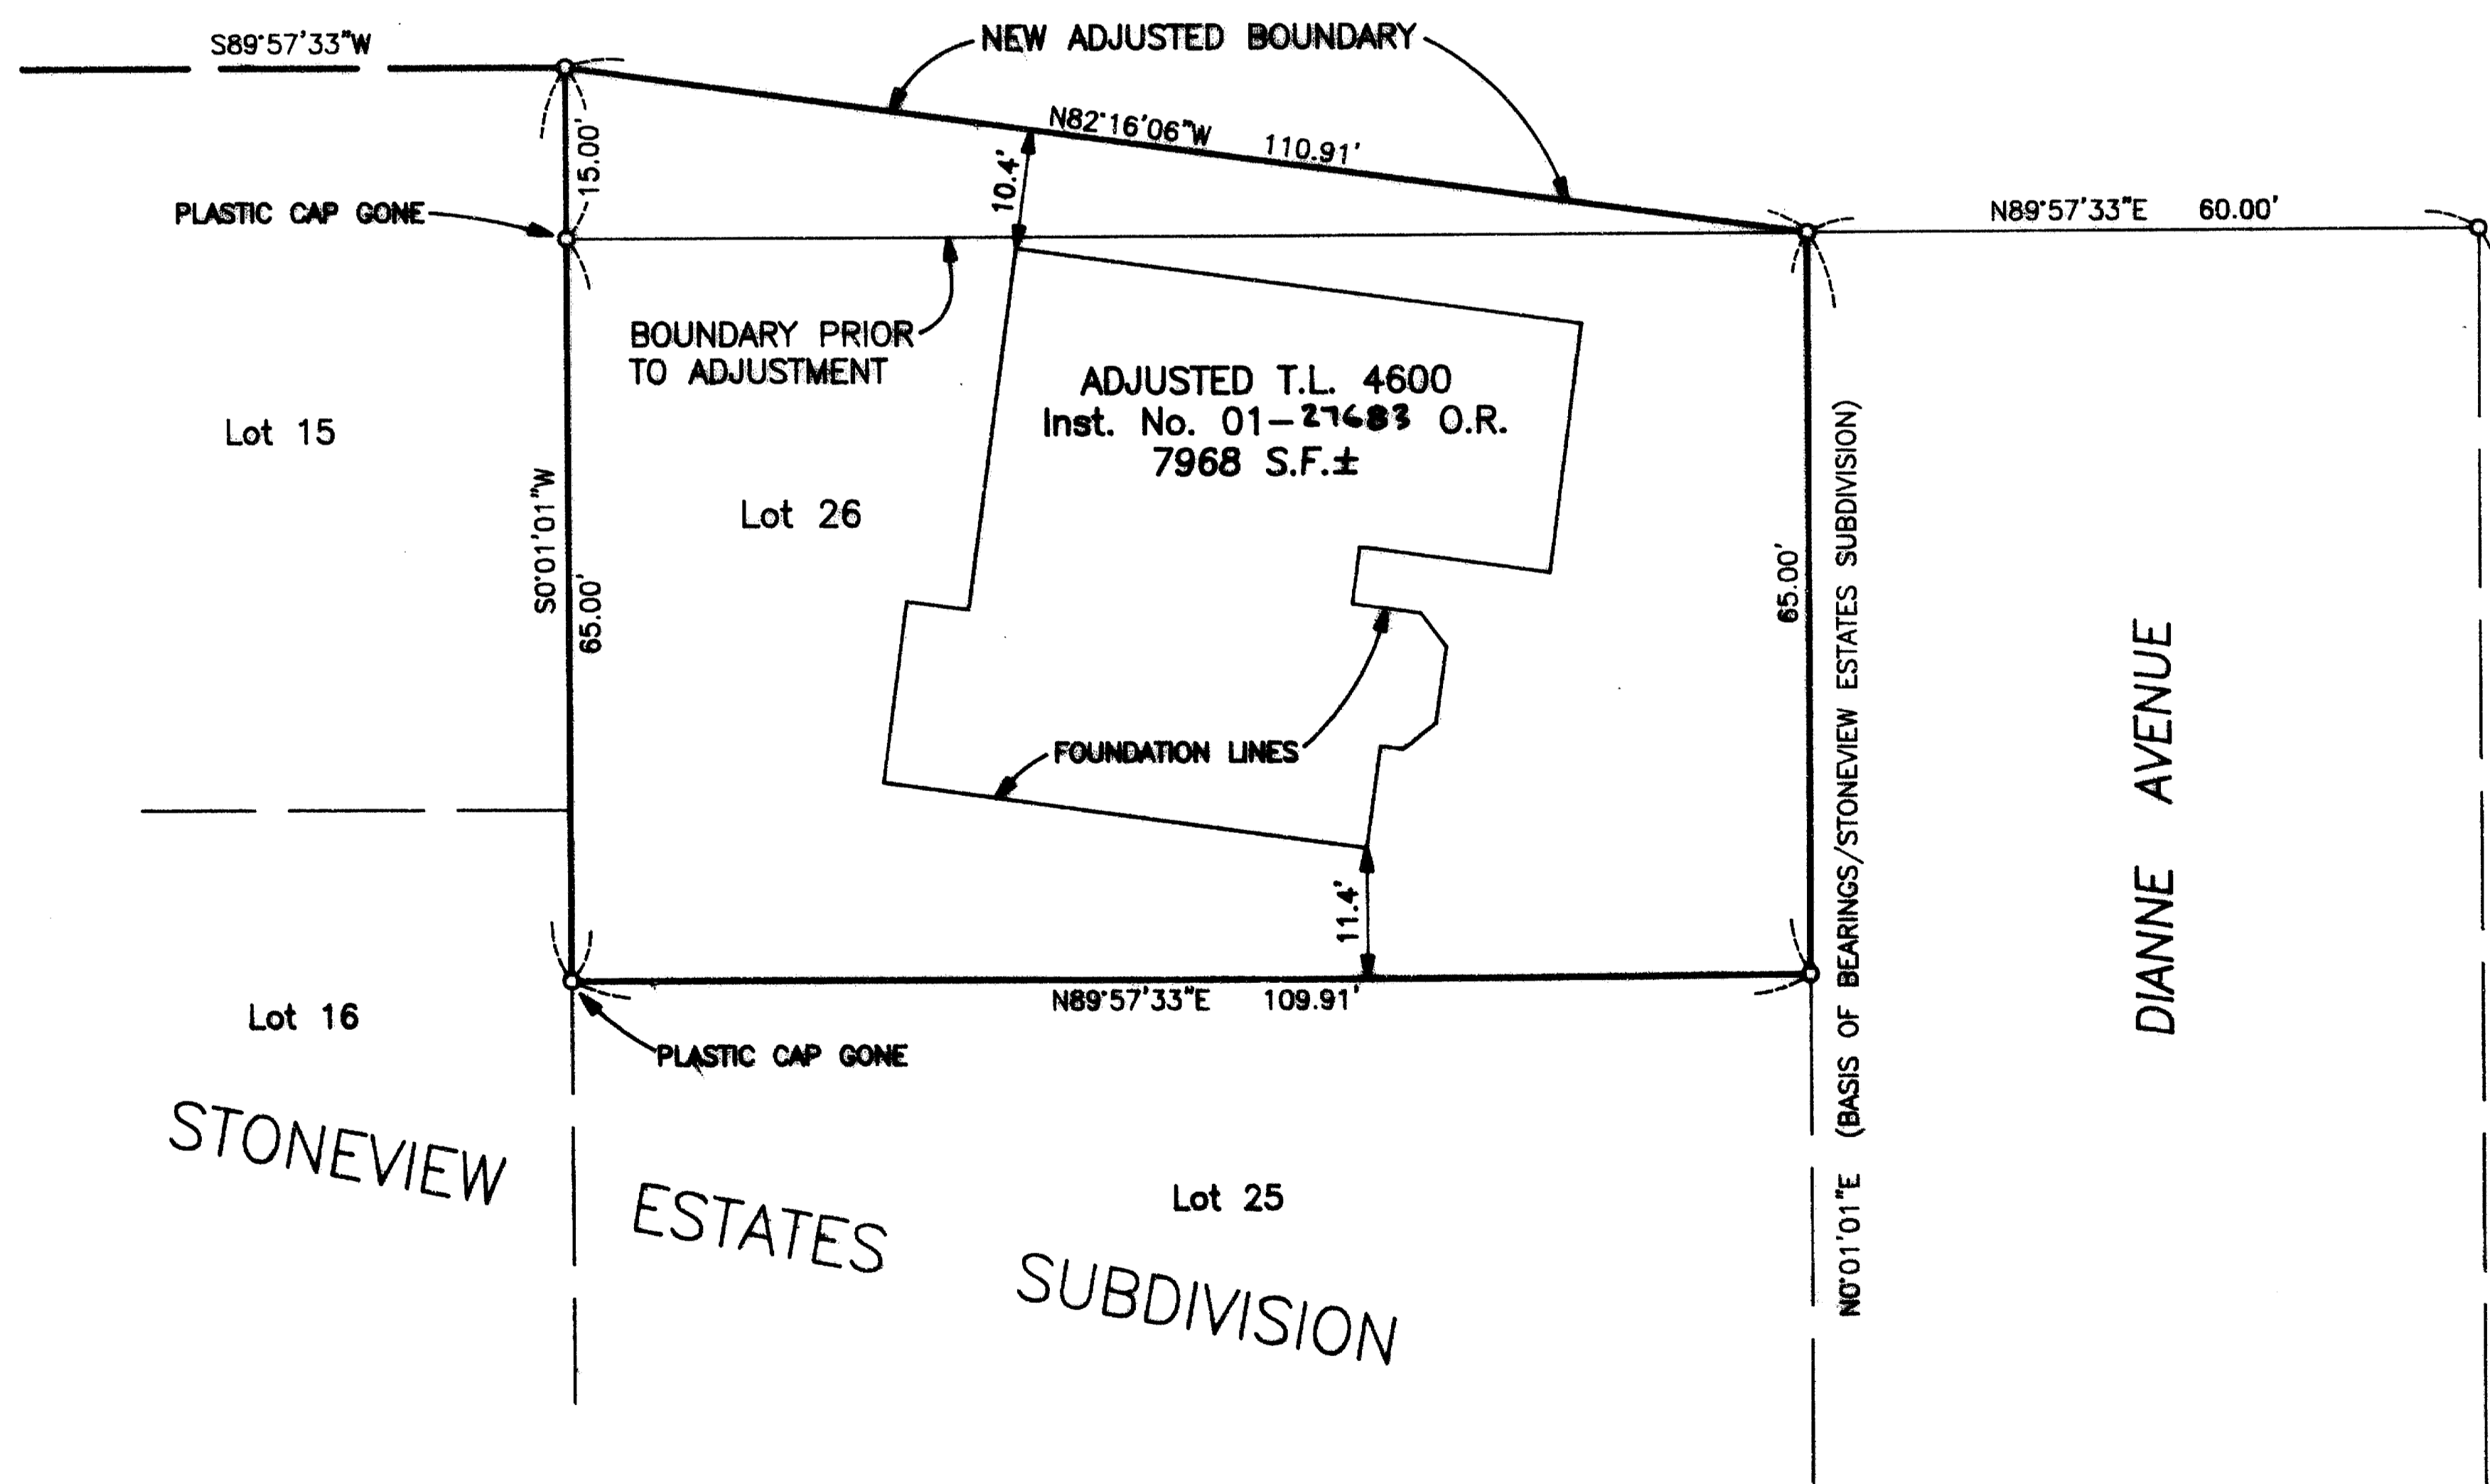 S89°57'33"W
NEW ADJUSTED BOUNDARY
N82°16'06"W 110.91'
15.00'
10.4'
PLASTIC CAP GONE
N89°57'33"E 60.00'
BOUNDARY PRIOR
TO ADJUSTMENT
ADJUSTED T.L. 4600
Inst. No. 01-27683 O.R.
7968 S.F.±
Lot 15
Lot 26
S0°01'01"W
65.00'
65.00'
N0°01'01"E (BASIS OF BEARINGS/STONEVIEW ESTATES SUBDIVISION)
DIANNE AVENUE
FOUNDATION LINES
11.4'
N89°57'33"E 109.91'
Lot 16
PLASTIC CAP GONE
STONEVIEW ESTATES SUBDIVISION
Lot 25